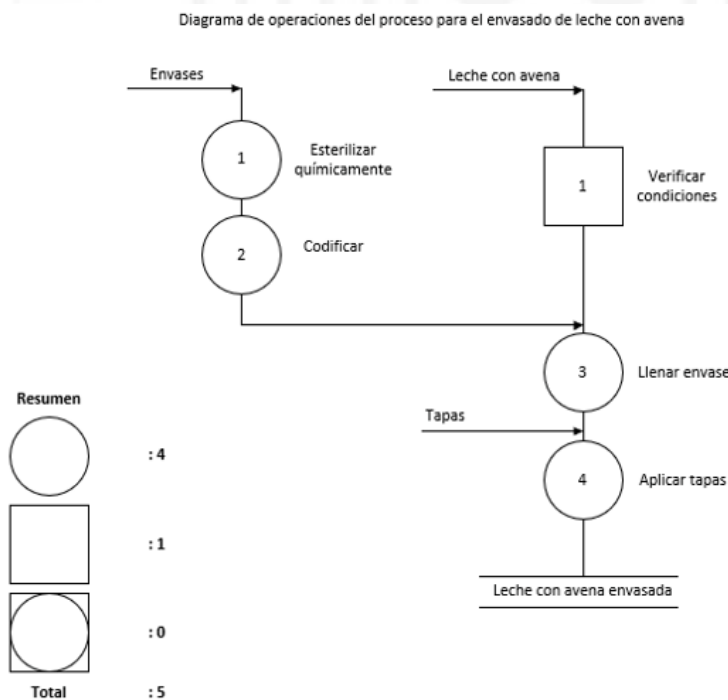 Diagrama de operaciones del proceso para el envasado de leche con avena
Envases
Leche con avena
1
Esterilizar
químicamente
1
Verificar
condiciones
2
Codificar
3
Llenar envase
Tapas
4
Aplicar tapas
Leche con avena envasada
Resumen
: 4
: 1
: 0
Total : 5